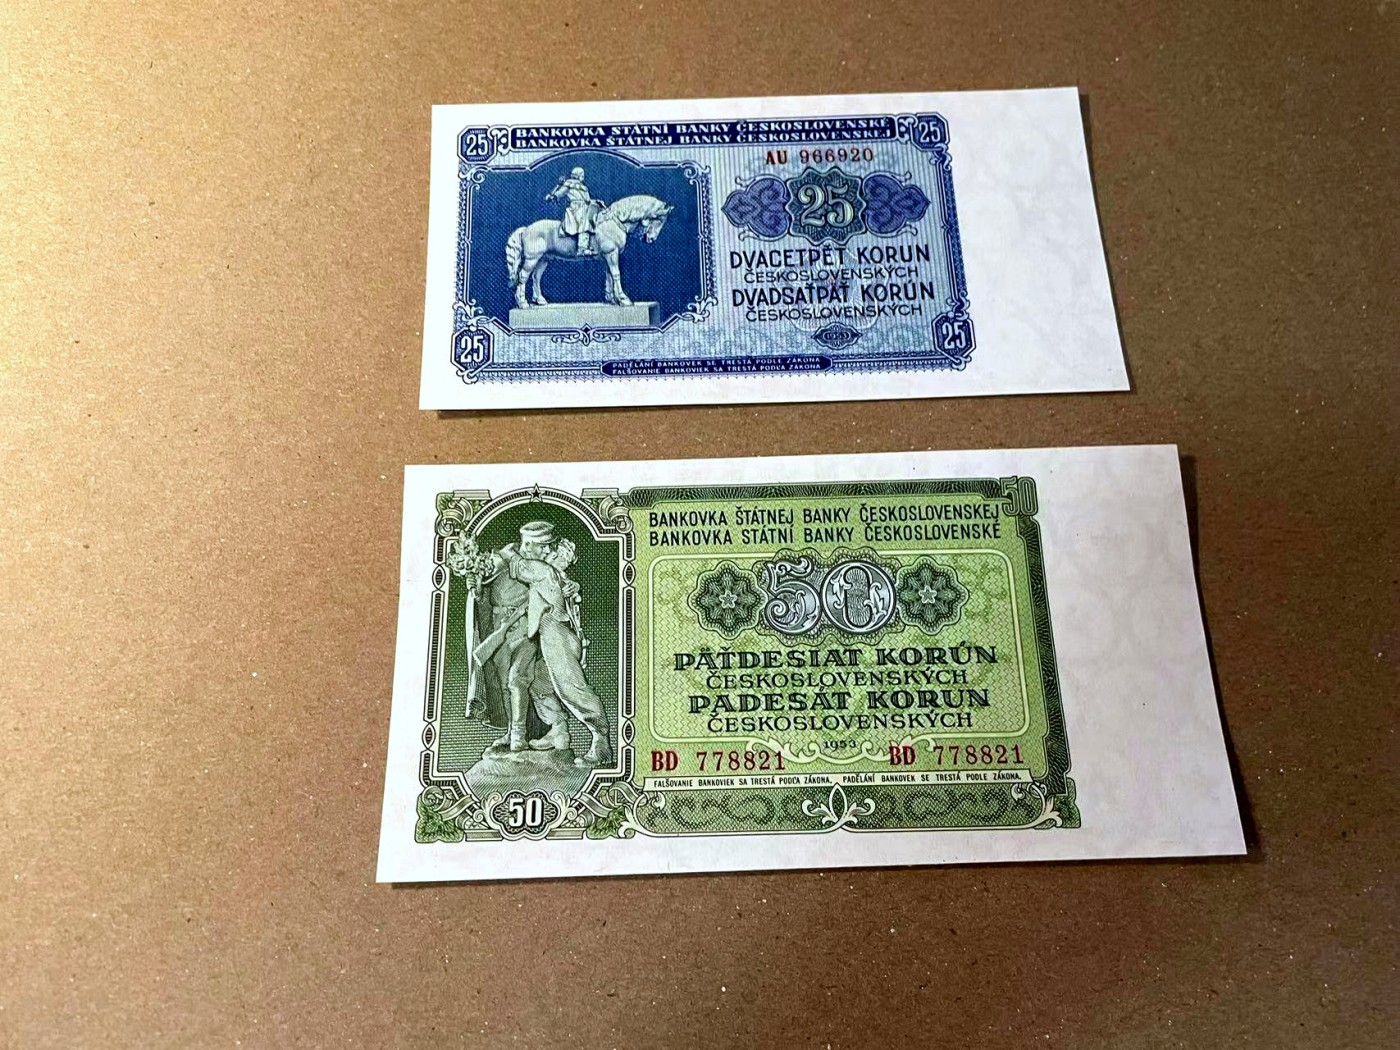 25
BANKOVKA STÁTNÍ BANKY ČESKOSLOVENSKÉ
BANKOVKA ŠTÁTNEJ BANKY ČESKOSLOVENSKEJ
25
AU 966920
25
DVACETPĚT KORUN
ČESKOSLOVENSKÝCH
DVADSAŤPÄŤ KORÚN
ČESKOSLOVENSKÝCH
1953
25
25
PADĚLÁNÍ BANKOVEK SE TRESTÁ PODLE ZÁKONA
FALŠOVANIE BANKOVIEK SA TRESTÁ PODĽA ZÁKONA
50
BANKOVKA ŠTÁTNEJ BANKY ČESKOSLOVENSKEJ
BANKOVKA STÁTNÍ BANKY ČESKOSLOVENSKÉ
50
PÄŤDESIAT KORÚN
ČESKOSLOVENSKÝCH
PADESÁT KORUN
ČESKOSLOVENSKÝCH
1953
BD 778821
BD 778821
FALŠOVANIE BANKOVIEK SA TRESTÁ PODĽA ZÁKONA. PADĚLÁNÍ BANKOVEK SE TRESTÁ PODLE ZÁKONA.
50